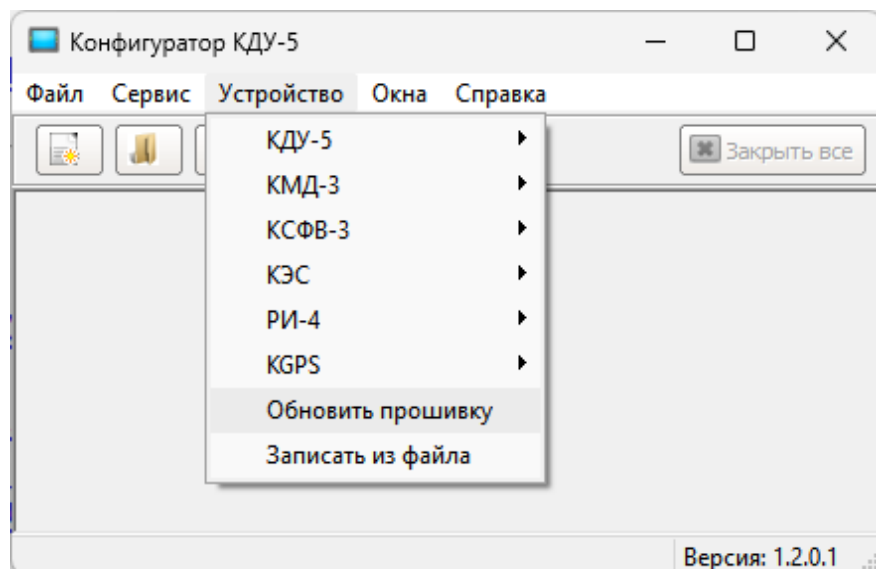 Конфигуратор КДУ-5
Файл Сервис Устройство Окна Справка
Закрыть все
КДУ-5
КМД-3
КСФВ-3
КЭС
РИ-4
KGPS
Обновить прошивку
Записать из файла
Версия: 1.2.0.1